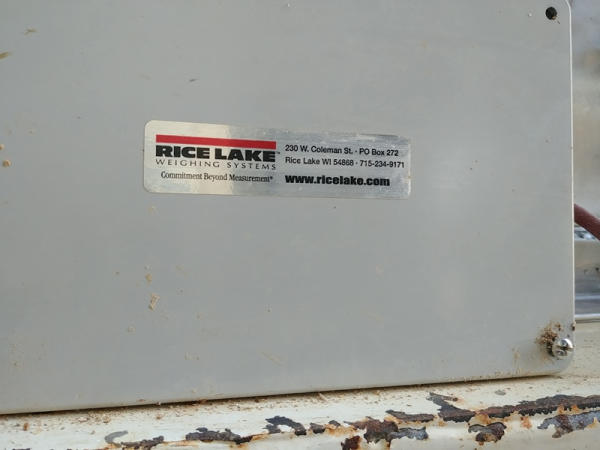 RICE LAKE™
WEIGHING SYSTEMS
Commitment Beyond Measurement®
230 W. Coleman St. • PO Box 272
Rice Lake WI 54868 • 715-234-9171
www.ricelake.com